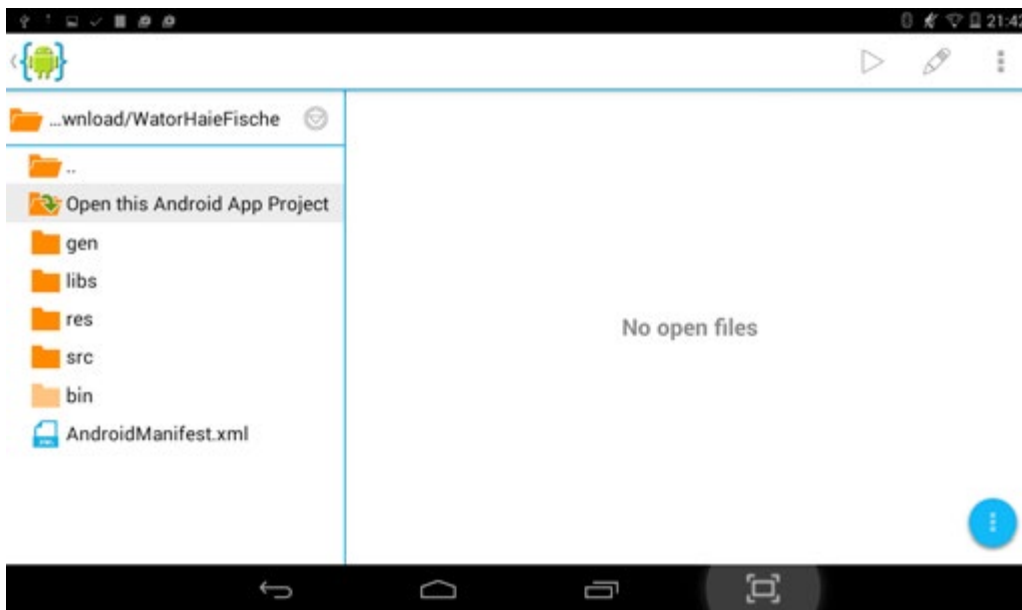 21:42
...wnload/WatorHaieFische
..
Open this Android App Project
gen
libs
res
src
bin
AndroidManifest.xml
No open files